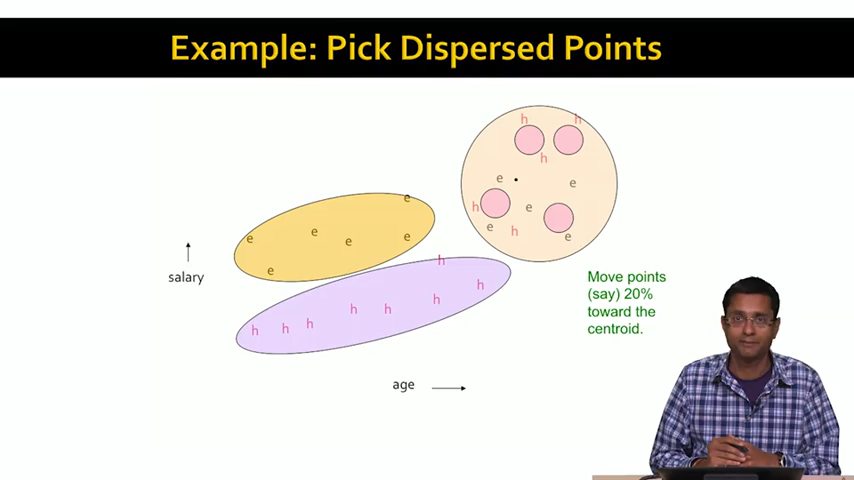 Example: Pick Dispersed Points
h h
h
e e
h e
e h e
e
e e e e
e
h
h
h h h h h h
salary
Move points
(say) 20%
toward the
centroid.
age